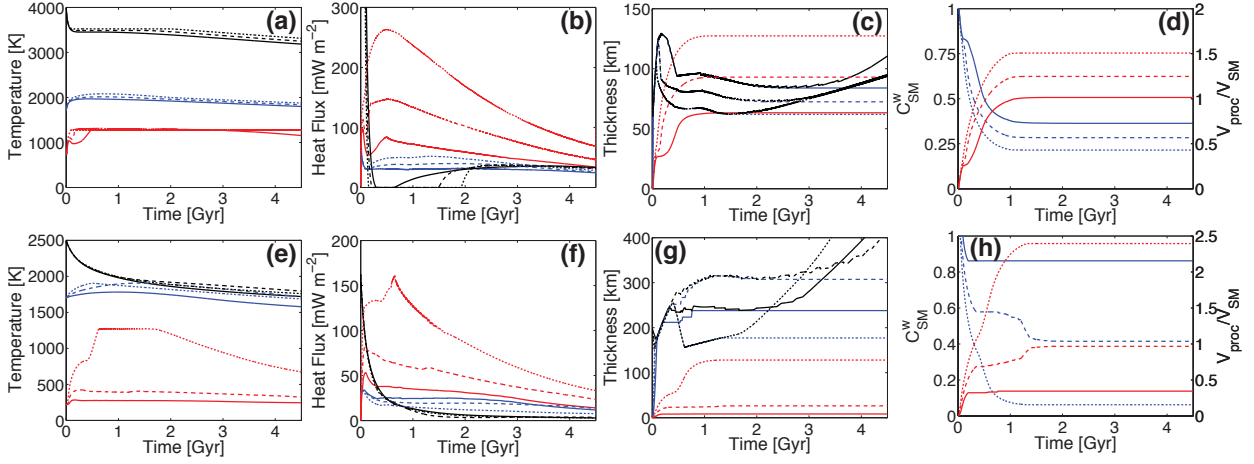 (a)
Temperature [K]
4000
3000
2000
1000
0
0 1 2 3 4
Time [Gyr]
(b)
Heat Flux [mW m⁻²]
300
250
200
150
100
50
0
0 1 2 3 4
Time [Gyr]
(c)
Thickness [km]
150
100
50
0
0 1 2 3 4
Time [Gyr]
(d)
C^w_SM
1
0.75
0.5
0.25
0
0 1 2 3 4
Time [Gyr]
2
1.5
1
0.5
0
V_proc/V_SM
(e)
Temperature [K]
2500
2000
1500
1000
500
0
0 1 2 3 4
Time [Gyr]
(f)
Heat Flux [mW m⁻²]
200
150
100
50
0
0 1 2 3 4
Time [Gyr]
(g)
Thickness [km]
400
300
200
100
0
0 1 2 3 4
Time [Gyr]
(h)
C^w_SM
1
0.8
0.6
0.4
0.2
0
0 1 2 3 4
Time [Gyr]
2.5
2
1.5
1
0.5
0
V_proc/V_SM